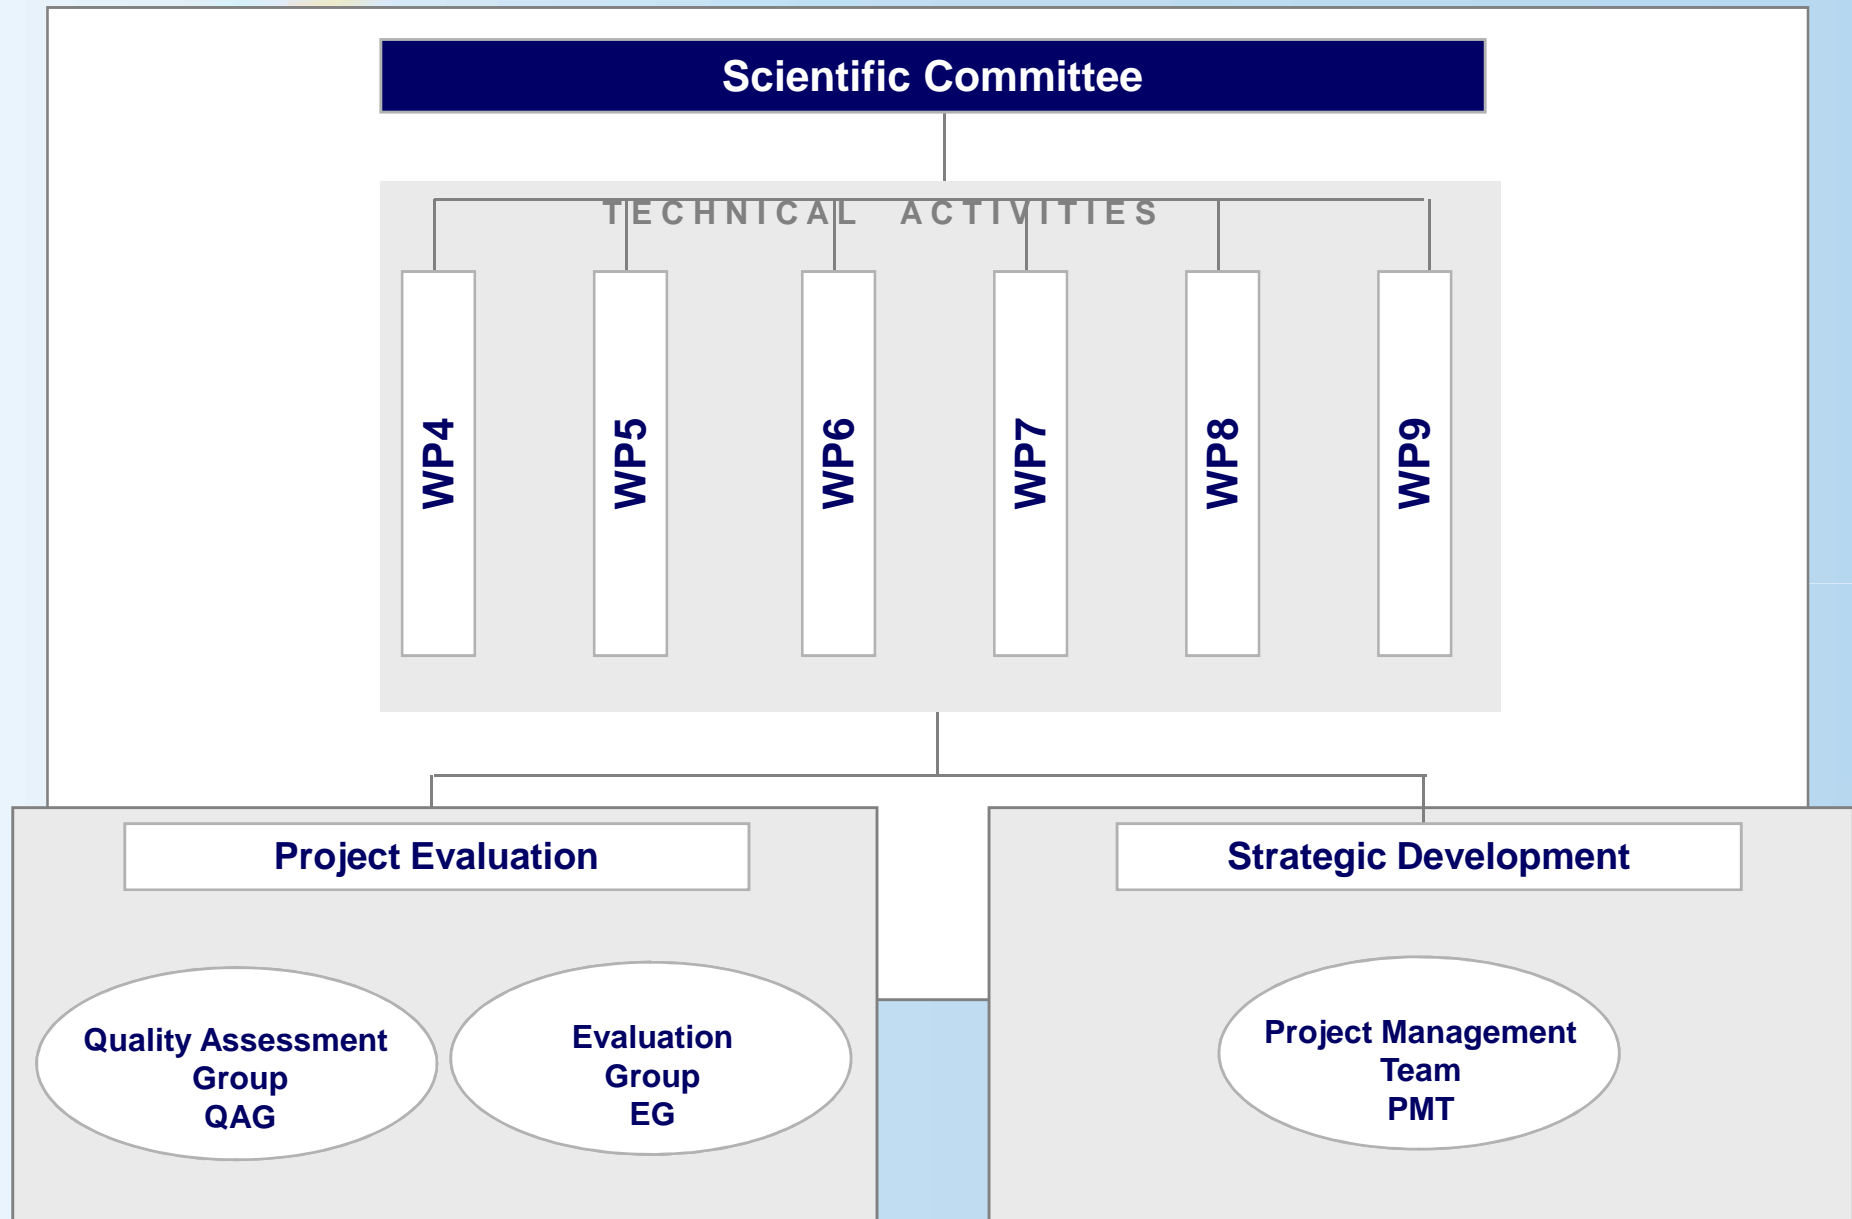 Scientific Committee
TECHNICAL ACTIVITIES
WP4
WP5
WP6
WP7
WP8
WP9
Project Evaluation
Strategic Development
Quality Assessment
Group
QAG
Evaluation
Group
EG
Project Management
Team
PMT